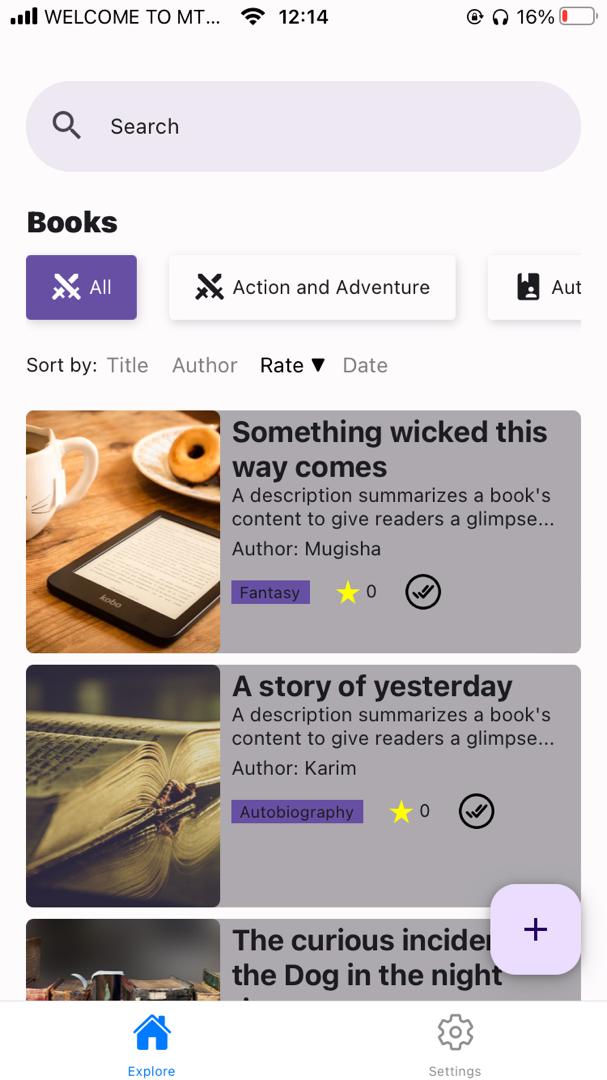 WELCOME TO MT... 12:14 16%
Search
Books
All Action and Adventure Aut
Sort by: Title Author Rate ▼ Date
Something wicked this
way comes
A description summarizes a book's
content to give readers a glimpse...
Author: Mugisha
Fantasy 0
kobo
A story of yesterday
A description summarizes a book's
content to give readers a glimpse...
Author: Karim
Autobiography 0
The curious inciden
the Dog in the night
+
Explore Settings